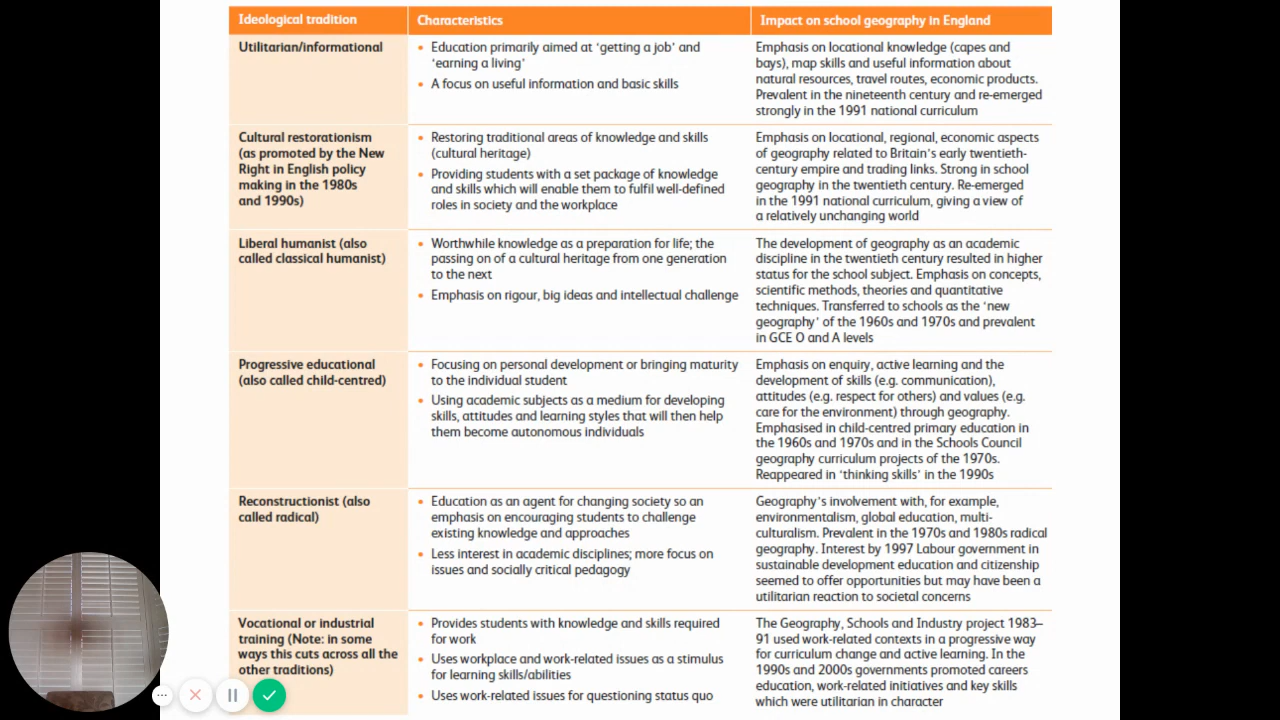 Ideological tradition
Characteristics
Impact on school geography in England
Utilitarian/informational
• Education primarily aimed at ‘getting a job’ and
‘earning a living’
• A focus on useful information and basic skills
Emphasis on locational knowledge (capes and
bays), map skills and useful information about
natural resources, travel routes, economic products.
Prevalent in the nineteenth century and re-emerged
strongly in the 1991 national curriculum
Cultural restorationism
(as promoted by the New
Right in English policy
making in the 1980s
and 1990s)
• Restoring traditional areas of knowledge and skills
(cultural heritage)
• Providing students with a set package of knowledge
and skills which will enable them to fulfil well-defined
roles in society and the workplace
Emphasis on locational, regional, economic aspects
of geography related to Britain’s early twentieth-
century empire and trading links. Strong in school
geography in the twentieth century. Re-emerged
in the 1991 national curriculum, giving a view of
a relatively unchanging world
Liberal humanist (also
called classical humanist)
• Worthwhile knowledge as a preparation for life; the
passing on of a cultural heritage from one generation
to the next
• Emphasis on rigour, big ideas and intellectual challenge
The development of geography as an academic
discipline in the twentieth century resulted in higher
status for the school subject. Emphasis on concepts,
scientific methods, theories and quantitative
techniques. Transferred to schools as the ‘new
geography’ of the 1960s and 1970s and prevalent
in GCE O and A levels
Progressive educational
(also called child-centred)
• Focusing on personal development or bringing maturity
to the individual student
• Using academic subjects as a medium for developing
skills, attitudes and learning styles that will then help
them become autonomous individuals
Emphasis on enquiry, active learning and the
development of skills (e.g. communication),
attitudes (e.g. respect for others) and values (e.g.
care for the environment) through geography.
Emphasised in child-centred primary education in
the 1960s and 1970s and in the Schools Council
geography curriculum projects of the 1970s.
Reappeared in ‘thinking skills’ in the 1990s
Reconstructionist (also
called radical)
• Education as an agent for changing society so an
emphasis on encouraging students to challenge
existing knowledge and approaches
• Less interest in academic disciplines; more focus on
issues and socially critical pedagogy
Geography’s involvement with, for example,
environmentalism, global education, multi-
culturalism. Prevalent in the 1970s and 1980s radical
geography. Interest by 1997 Labour government in
sustainable development education and citizenship
seemed to offer opportunities but may have been a
utilitarian reaction to societal concerns
Vocational or industrial
training (Note: in some
ways this cuts across all the
other traditions)
• Provides students with knowledge and skills required
for work
• Uses workplace and work-related issues as a stimulus
for learning skills/abilities
• Uses work-related issues for questioning status quo
The Geography, Schools and Industry project 1983–
91 used work-related contexts in a progressive way
for curriculum change and active learning. In the
1990s and 2000s governments promoted careers
education, work-related initiatives and key skills
which were utilitarian in character